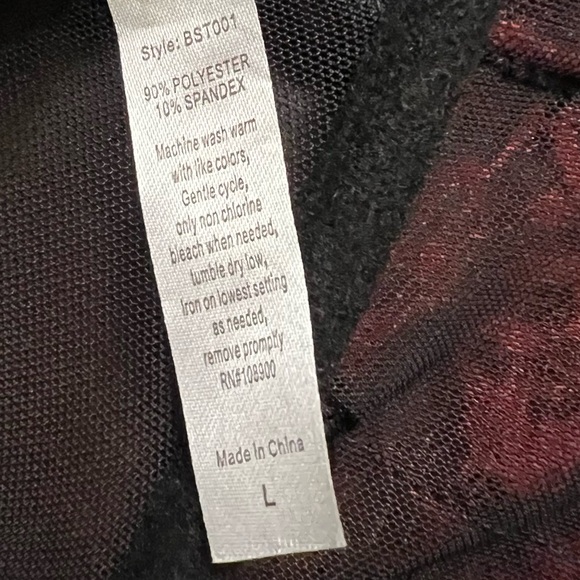 Style: BST001
90% POLYESTER
10% SPANDEX
Machine wash warm
with like colors,
Gentle cycle,
only non chlorine
bleach when needed,
tumble dry low,
Iron on lowest setting
as needed,
remove promptly
RN#108900
Made In China
L